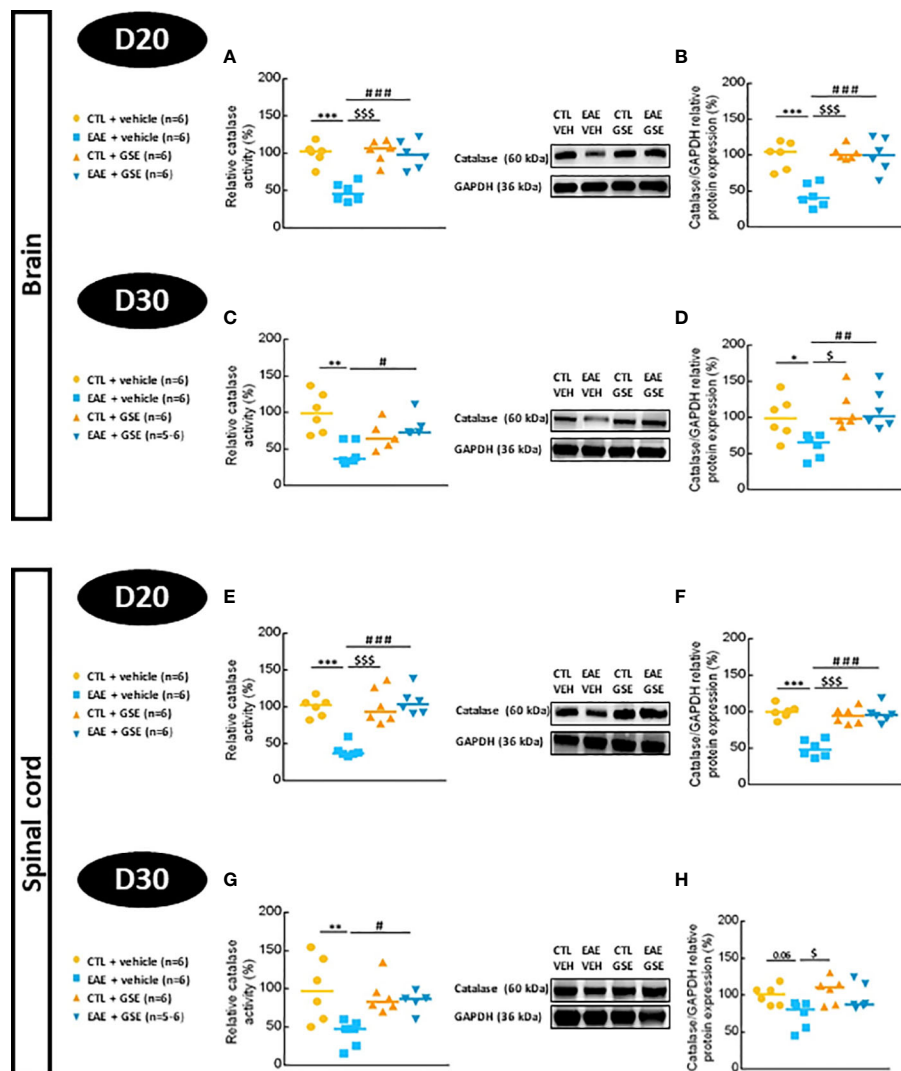 Brain
D20
CTL + vehicle (n=6)
EAE + vehicle (n=6)
CTL + GSE (n=6)
EAE + GSE (n=6)
A
Relative catalase
activity (%)
200
150
100
50
0
*** $$$
###
CTL EAE CTL EAE
VEH VEH GSE GSE
Catalase (60 kDa)
GAPDH (36 kDa)
B
Catalase/GAPDH relative
protein expression (%)
200
150
100
50
0
*** $$$
###
D30
CTL + vehicle (n=6)
EAE + vehicle (n=6)
CTL + GSE (n=6)
EAE + GSE (n=5-6)
C
Relative catalase
activity (%)
200
150
100
50
0
** #
CTL EAE CTL EAE
VEH VEH GSE GSE
Catalase (60 kDa)
GAPDH (36 kDa)
D
Catalase/GAPDH relative
protein expression (%)
200
150
100
50
0
* $
##
Spinal cord
D20
CTL + vehicle (n=6)
EAE + vehicle (n=6)
CTL + GSE (n=6)
EAE + GSE (n=6)
E
Relative catalase
activity (%)
200
150
100
50
0
*** $$$
###
CTL EAE CTL EAE
VEH VEH GSE GSE
Catalase (60 kDa)
GAPDH (36 kDa)
F
Catalase/GAPDH relative
protein expression (%)
200
150
100
50
0
*** $$$
###
D30
CTL + vehicle (n=6)
EAE + vehicle (n=6)
CTL + GSE (n=6)
EAE + GSE (n=5-6)
G
Relative catalase
activity (%)
200
150
100
50
0
** #
CTL EAE CTL EAE
VEH VEH GSE GSE
Catalase (60 kDa)
GAPDH (36 kDa)
H
Catalase/GAPDH relative
protein expression (%)
200
150
100
50
0
0.06 $